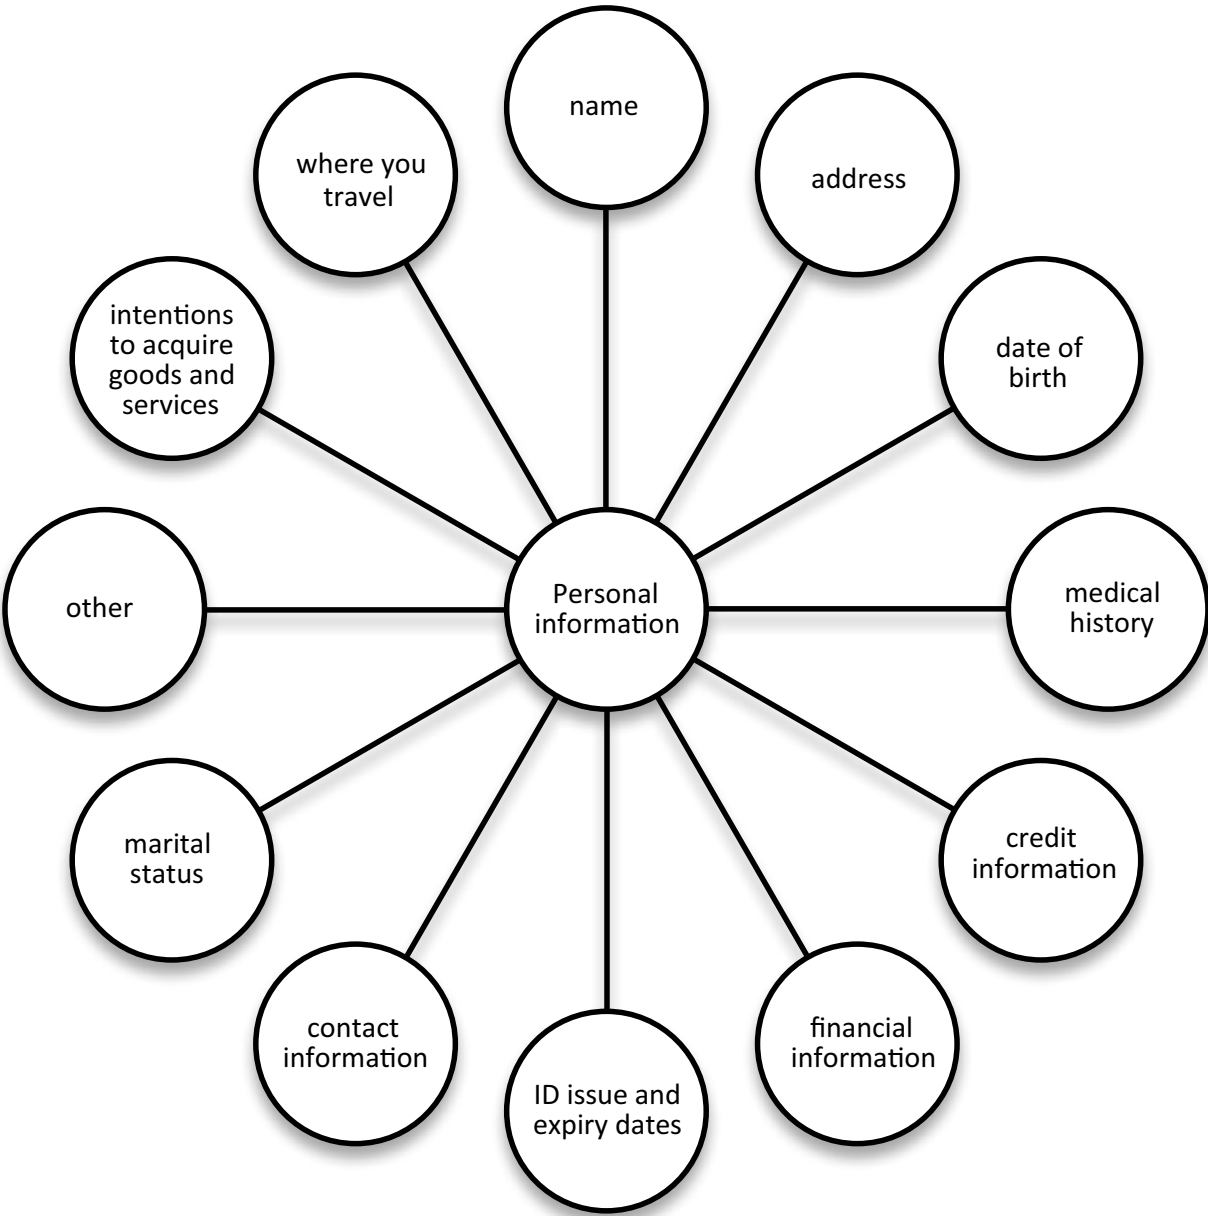 name
address
date of
birth
medical
history
credit
information
financial
information
ID issue and
expiry dates
contact
information
marital
status
other
intentions
to acquire
goods and
services
where you
travel
Personal
information